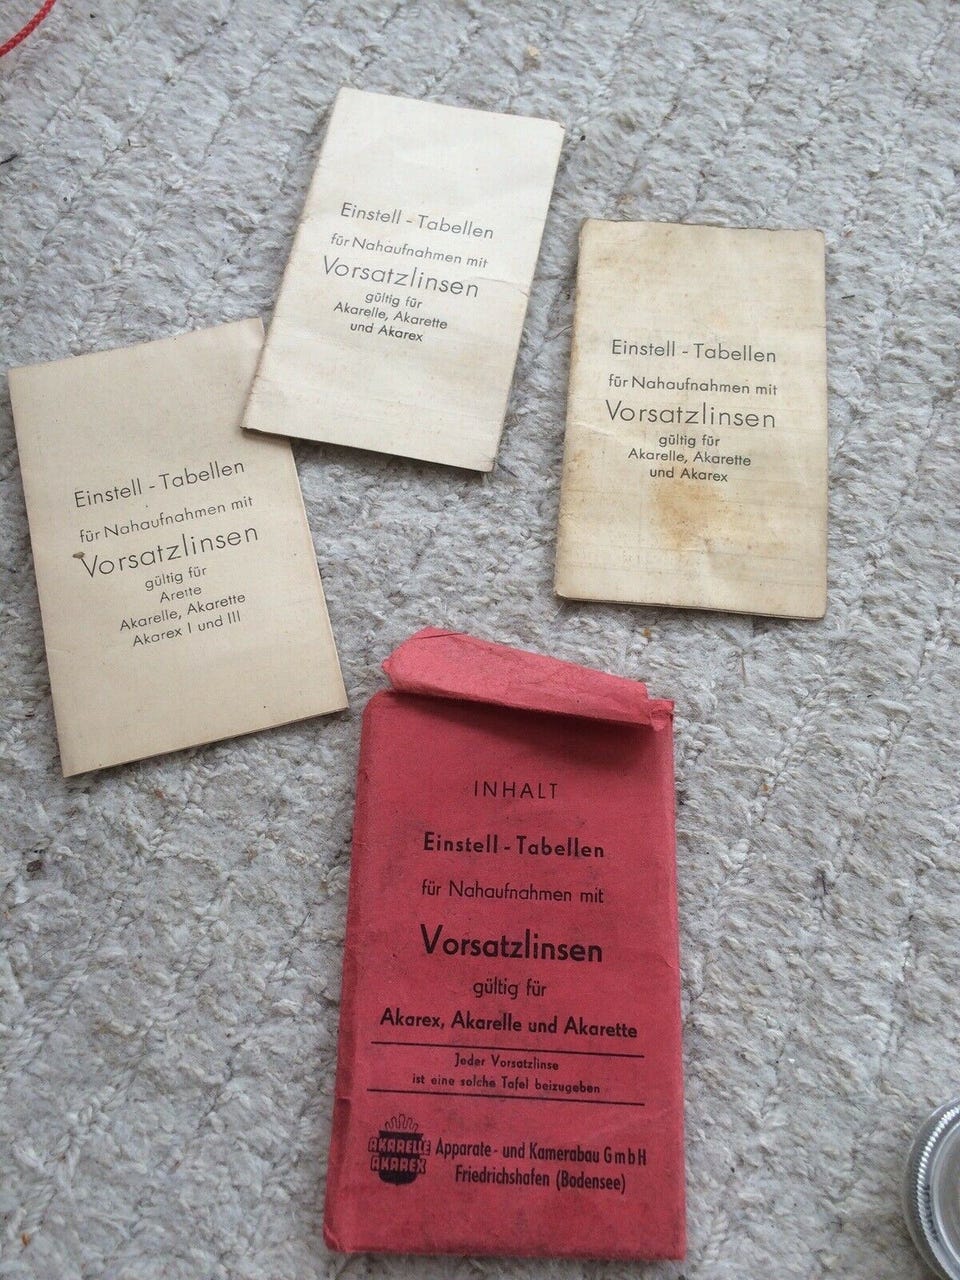 Einstell - Tabellen
für Nahaufnahmen mit
Vorsatzlinsen
gültig für
Akarelle, Akarette
und Akarex
Einstell - Tabellen
für Nahaufnahmen mit
Vorsatzlinsen
gültig für
Akarelle, Akarette
und Akarex
Einstell - Tabellen
für Nahaufnahmen mit
Vorsatzlinsen
gültig für
Arette
Akarelle, Akarette
Akarex I und III
INHALT
Einstell - Tabellen
für Nahaufnahmen mit
Vorsatzlinsen
gültig für
Akarex, Akarelle und Akarette
Jeder Vorsatzlinse
ist eine solche Tafel beizugeben
AKARELLE
AKAREX
Apparate - und Kamerabau GmbH
Friedrichshafen (Bodensee)